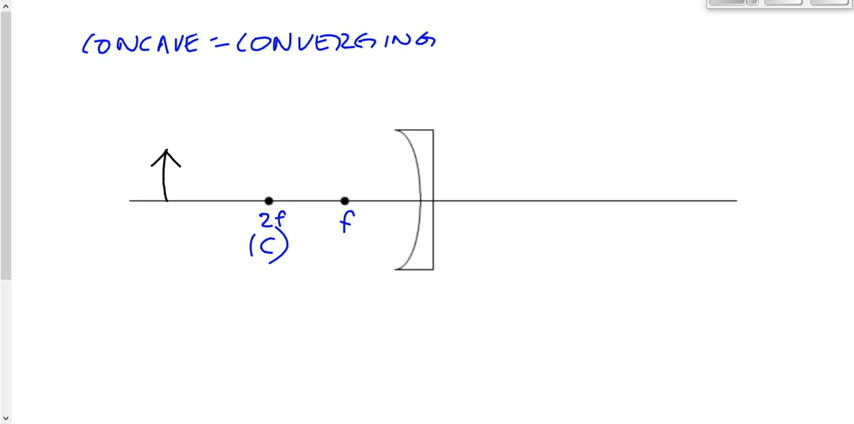 CONCAVE = CONVERGING
2f f
(C)